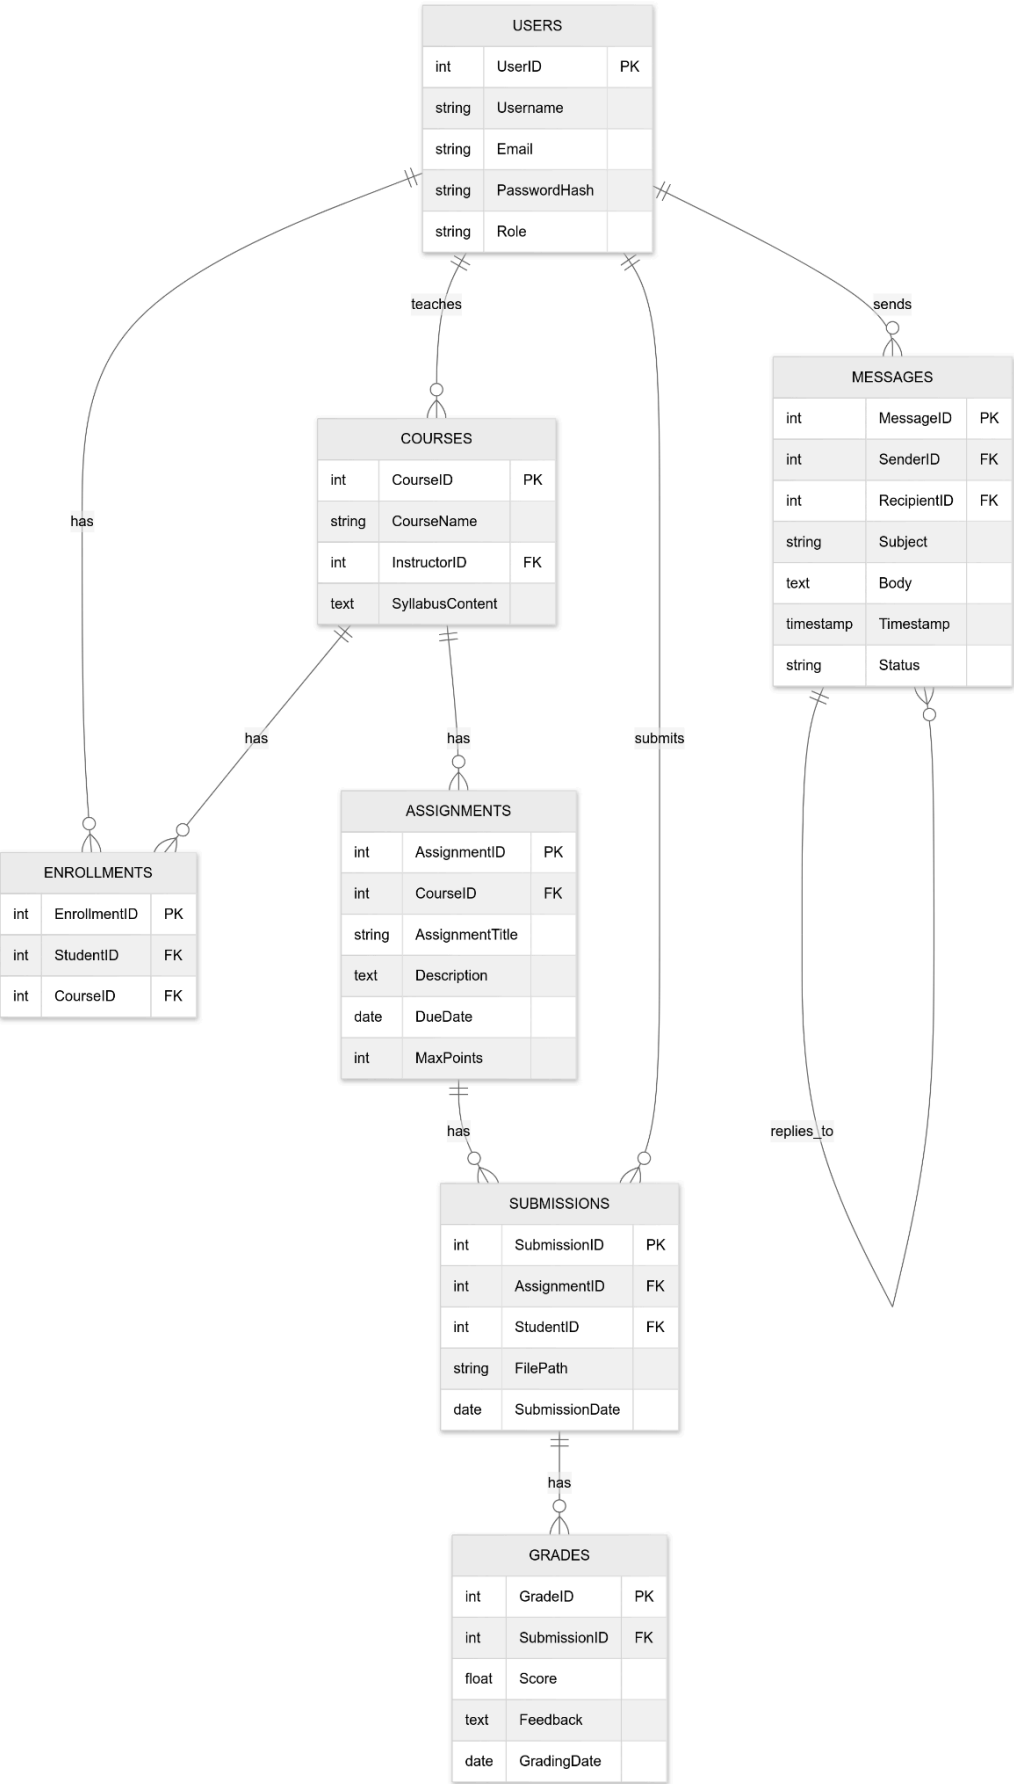 USERS
int UserID PK
string Username
string Email
string PasswordHash
string Role
teaches
sends
has
submits
COURSES
int CourseID PK
string CourseName
int InstructorID FK
text SyllabusContent
MESSAGES
int MessageID PK
int SenderID FK
int RecipientID FK
string Subject
text Body
timestamp Timestamp
string Status
has
has
replies_to
ENROLLMENTS
int EnrollmentID PK
int StudentID FK
int CourseID FK
ASSIGNMENTS
int AssignmentID PK
int CourseID FK
string AssignmentTitle
text Description
date DueDate
int MaxPoints
has
SUBMISSIONS
int SubmissionID PK
int AssignmentID FK
int StudentID FK
string FilePath
date SubmissionDate
has
GRADES
int GradeID PK
int SubmissionID FK
float Score
text Feedback
date GradingDate